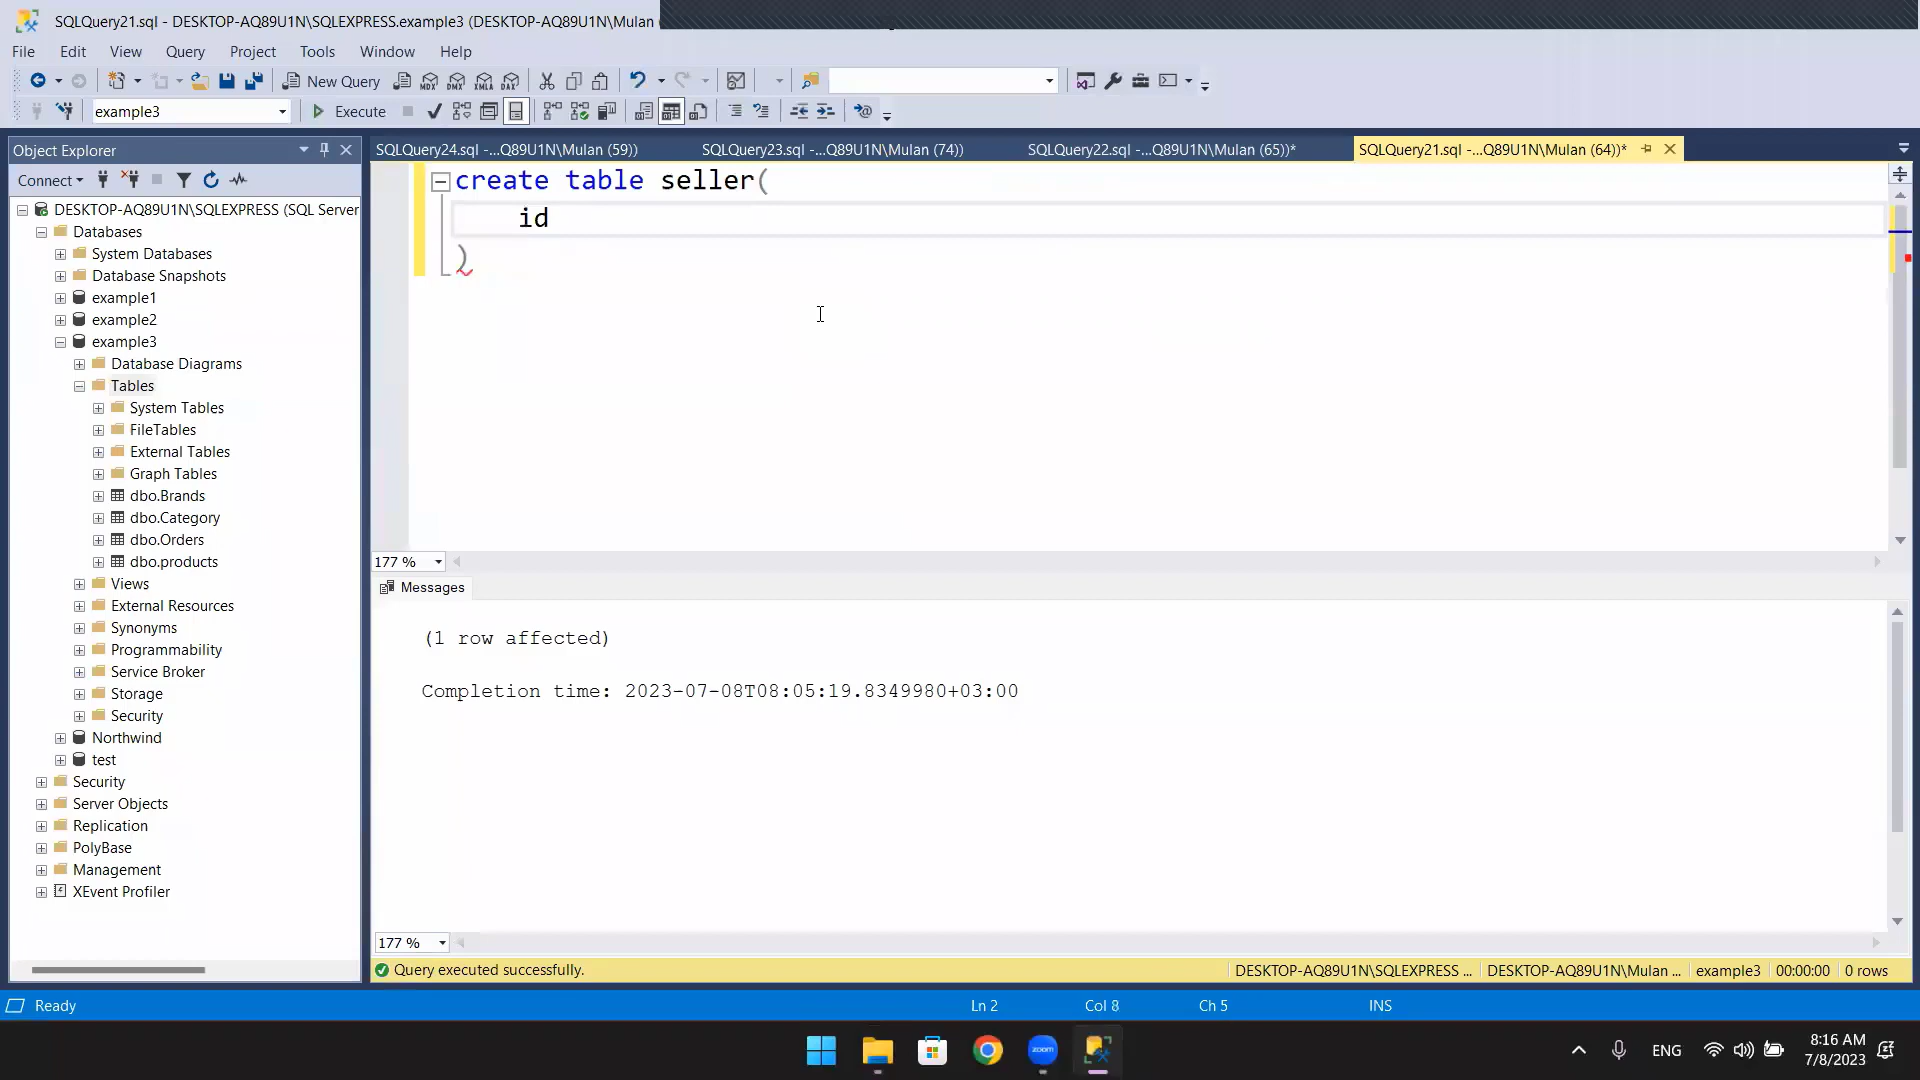 SQLQuery21.sql - DESKTOP-AQ89U1N\SQLEXPRESS.example3 (DESKTOP-AQ89U1N\Mulan
File Edit View Query Project Tools Window Help
New Query MDX DMX XMLA DAX
example3 Execute
Object Explorer
SQLQuery24.sql -...Q89U1N\Mulan (59)) SQLQuery23.sql -...Q89U1N\Mulan (74)) SQLQuery22.sql -...Q89U1N\Mulan (65))* SQLQuery21.sql -...Q89U1N\Mulan (64))*
Connect
DESKTOP-AQ89U1N\SQLEXPRESS (SQL Server
Databases
System Databases
Database Snapshots
example1
example2
example3
Database Diagrams
Tables
System Tables
FileTables
External Tables
Graph Tables
dbo.Brands
dbo.Category
dbo.Orders
dbo.products
Views
External Resources
Synonyms
Programmability
Service Broker
Storage
Security
Northwind
test
Security
Server Objects
Replication
PolyBase
Management
XEvent Profiler
create table seller(
id
)
177 %
Messages
(1 row affected)
Completion time: 2023-07-08T08:05:19.8349980+03:00
177 %
Query executed successfully. DESKTOP-AQ89U1N\SQLEXPRESS ... DESKTOP-AQ89U1N\Mulan ... example3 00:00:00 0 rows
Ready Ln 2 Col 8 Ch 5 INS
zoom
ENG
8:16 AM
7/8/2023